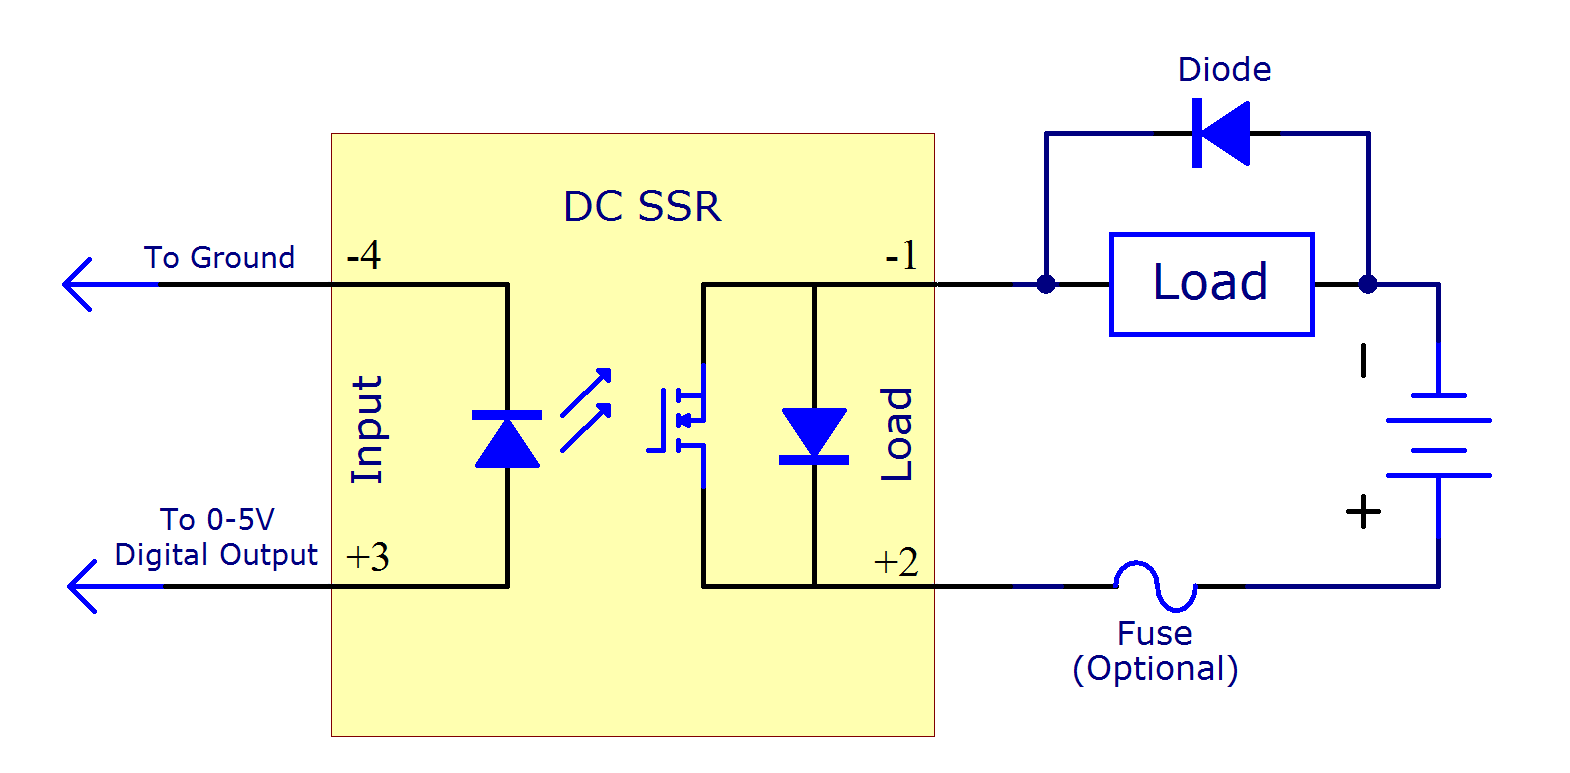 Diode
DC SSR
To Ground
-4
-1
Load
Input
Load
−
+
To 0-5V
Digital Output
+3
+2
Fuse
(Optional)